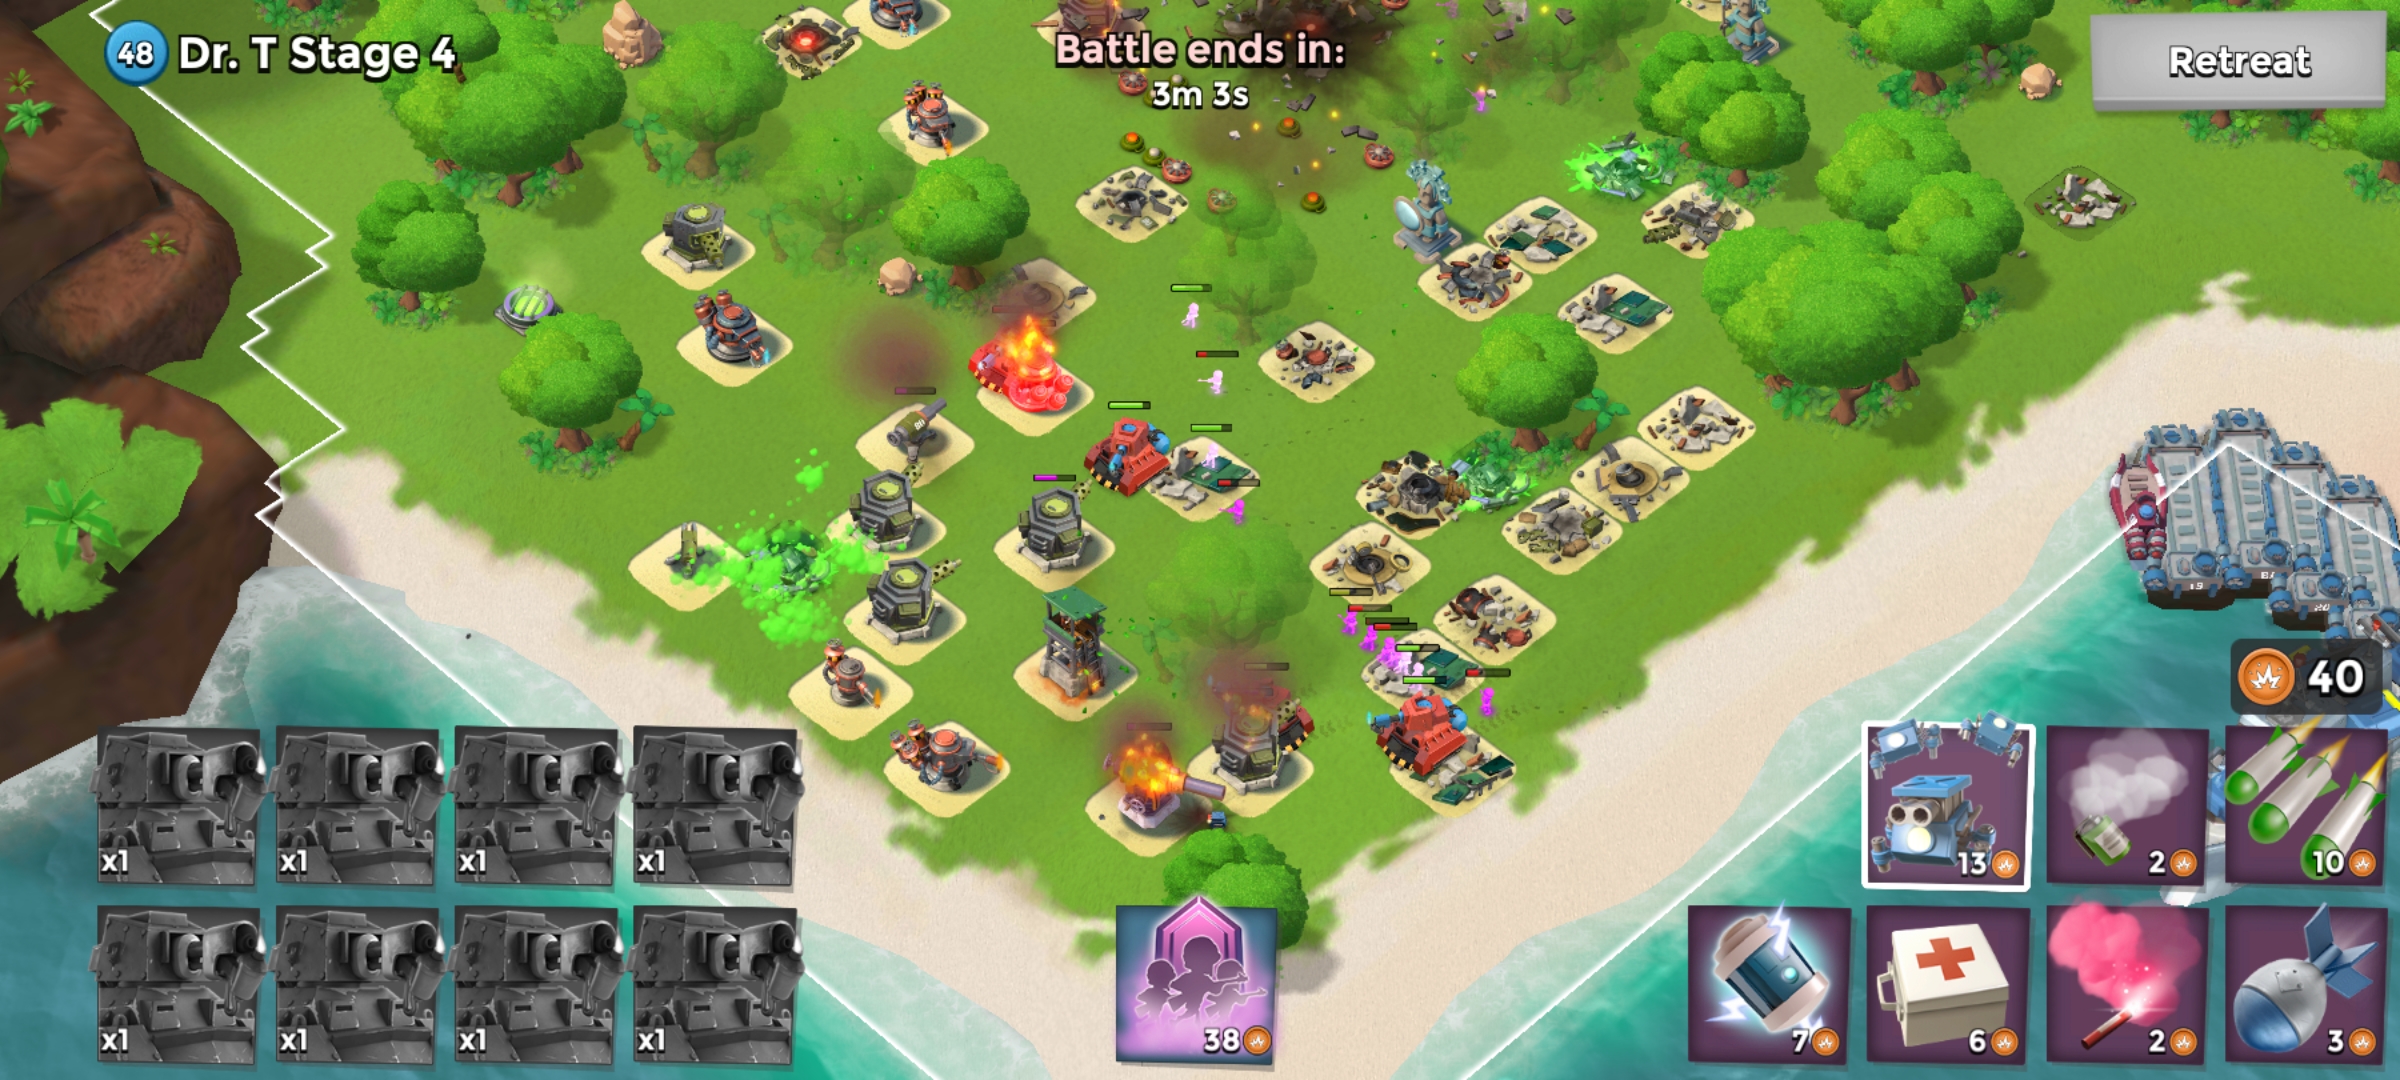 48 Dr. T Stage 4
Battle ends in:
3m 3s
Retreat
40
13
2
10
x1
x1
x1
x1
x1
x1
x1
x1
38
7
6
2
3